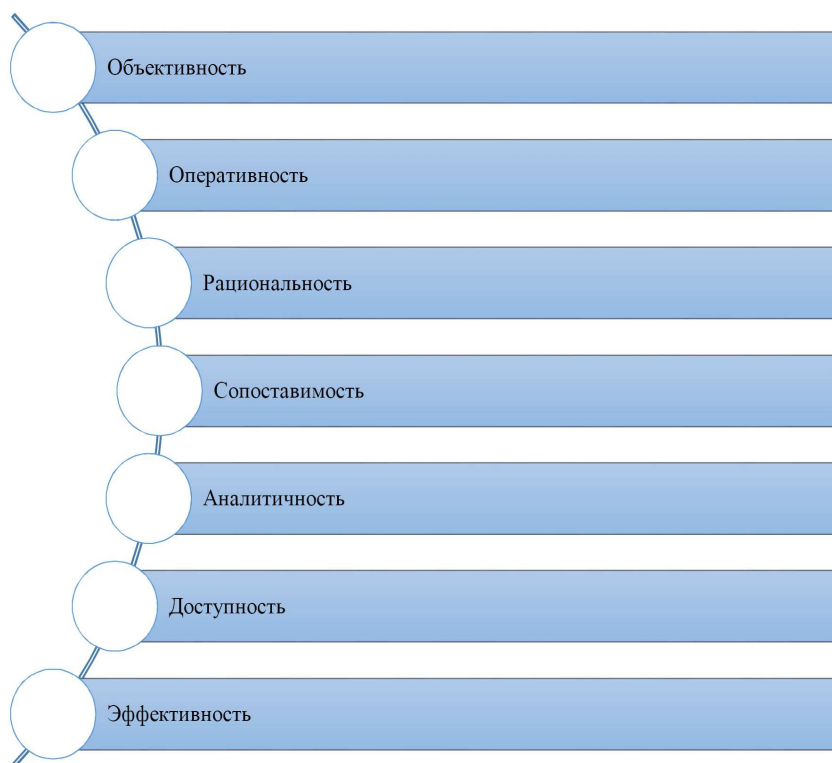 Объективность
Оперативность
Рациональность
Сопоставимость
Аналитичность
Доступность
Эффективность